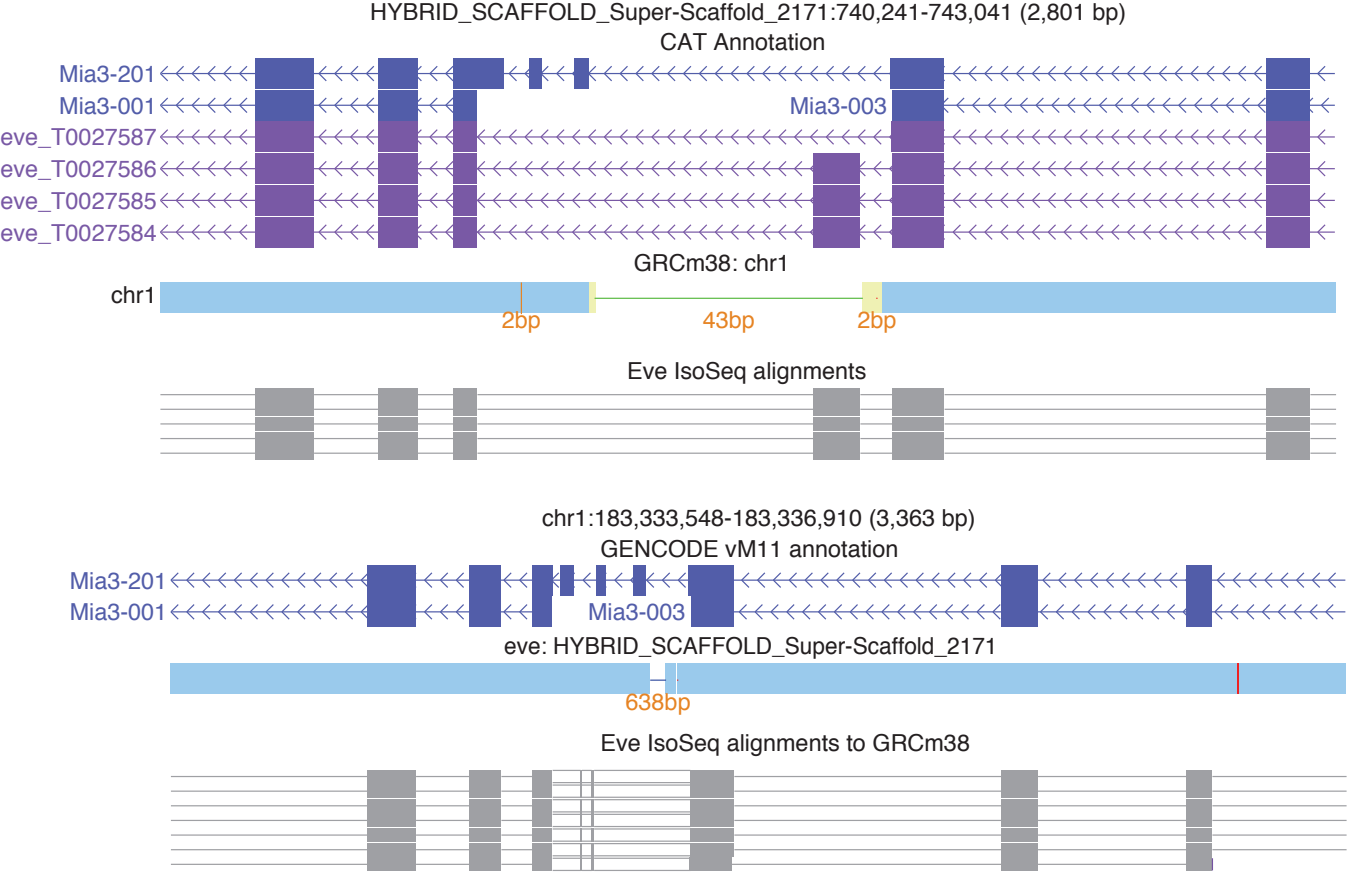 HYBRID_SCAFFOLD_Super-Scaffold_2171:740,241-743,041 (2,801 bp)
CAT Annotation
Mia3-201
Mia3-001 Mia3-003
eve_T0027587
eve_T0027586
eve_T0027585
eve_T0027584
GRCm38: chr1
chr1
2bp 43bp 2bp
Eve IsoSeq alignments
chr1:183,333,548-183,336,910 (3,363 bp)
GENCODE vM11 annotation
Mia3-201
Mia3-001 Mia3-003
eve: HYBRID_SCAFFOLD_Super-Scaffold_2171
638bp
Eve IsoSeq alignments to GRCm38